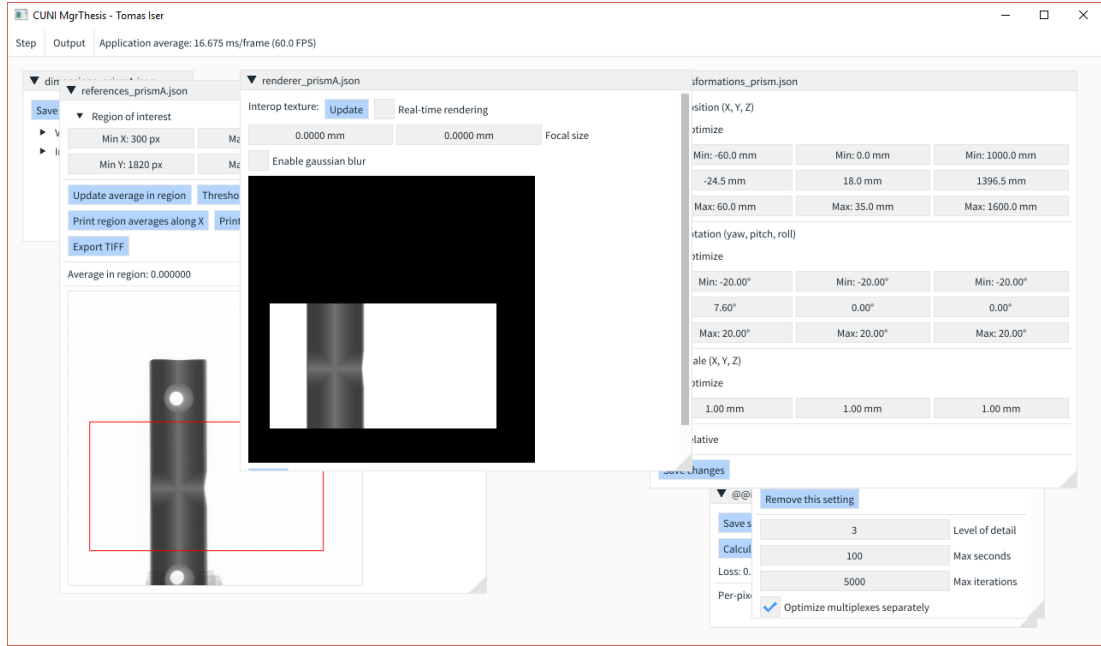 CUNI MgrThesis - Tomas Iser
Step Output Application average: 16.675 ms/frame (60.0 FPS)
references_prismA.json
Save
Region of interest
Min X: 300 px
Min Y: 1820 px
Update average in region
Print region averages along X Print
Export TIFF
Average in region: 0.000000
renderer_prismA.json
Interop texture: Update Real-time rendering
0.0000 mm 0.0000 mm Focal size
Enable gaussian blur
sformations_prism.json
(X, Y, Z)
Min: -60.0 mm Min: 0.0 mm Min: 1000.0 mm
-24.5 mm 18.0 mm 1396.5 mm
Max: 60.0 mm Max: 35.0 mm Max: 1600.0 mm
(yaw, pitch, roll)
Min: -20.00° Min: -20.00° Min: -20.00°
7.60° 0.00° 0.00°
Max: 20.00° Max: 20.00° Max: 20.00°
(X, Y, Z)
1.00 mm 1.00 mm 1.00 mm
Save changes
@@
Save s
Calcul
Loss: 0.
Remove this setting
3 Level of detail
100 Max seconds
5000 Max iterations
Optimize multiplexes separately